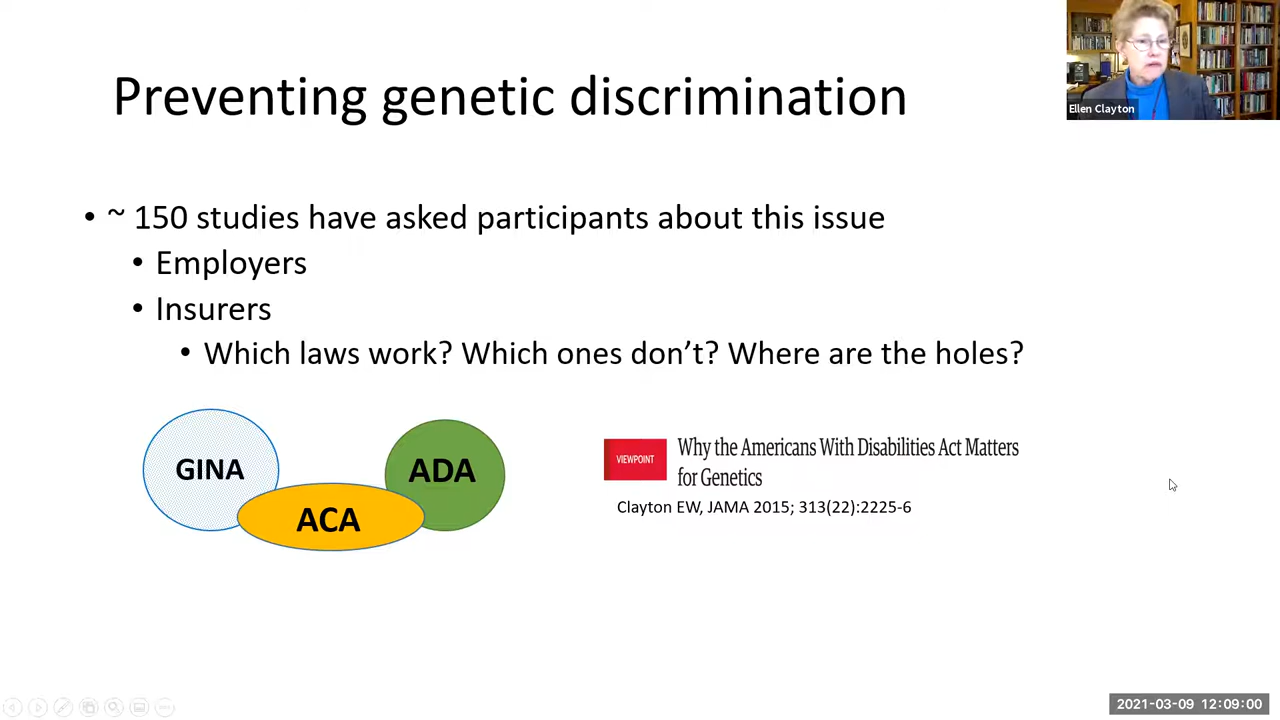 Preventing genetic discrimination
Ellen Clayton
• ~ 150 studies have asked participants about this issue
• Employers
• Insurers
• Which laws work? Which ones don’t? Where are the holes?
GINA
ACA
ADA
VIEWPOINT
Why the Americans With Disabilities Act Matters
for Genetics
Clayton EW, JAMA 2015; 313(22):2225-6
2021-03-09 12:09:00